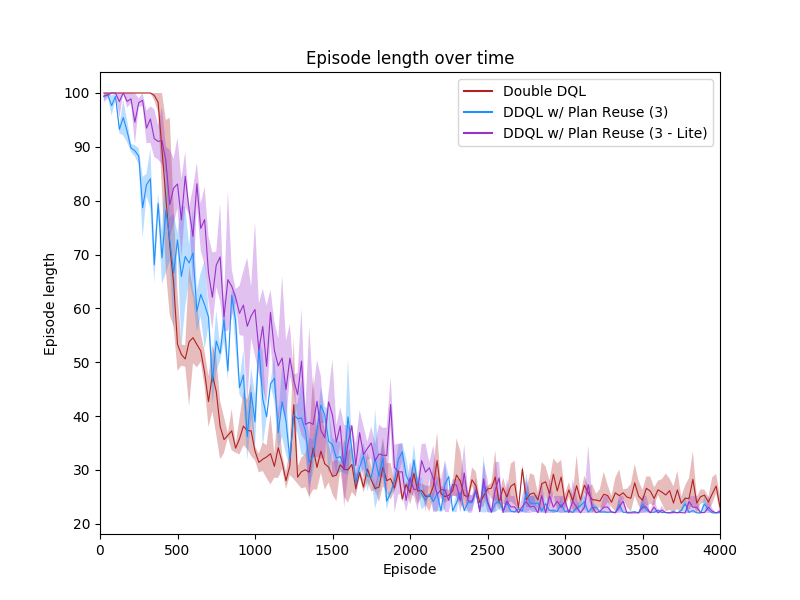 Episode length over time
Double DQL
DDQL w/ Plan Reuse (3)
DDQL w/ Plan Reuse (3 - Lite)
Episode length
100
90
80
70
60
50
40
30
20
0 500 1000 1500 2000 2500 3000 3500 4000
Episode